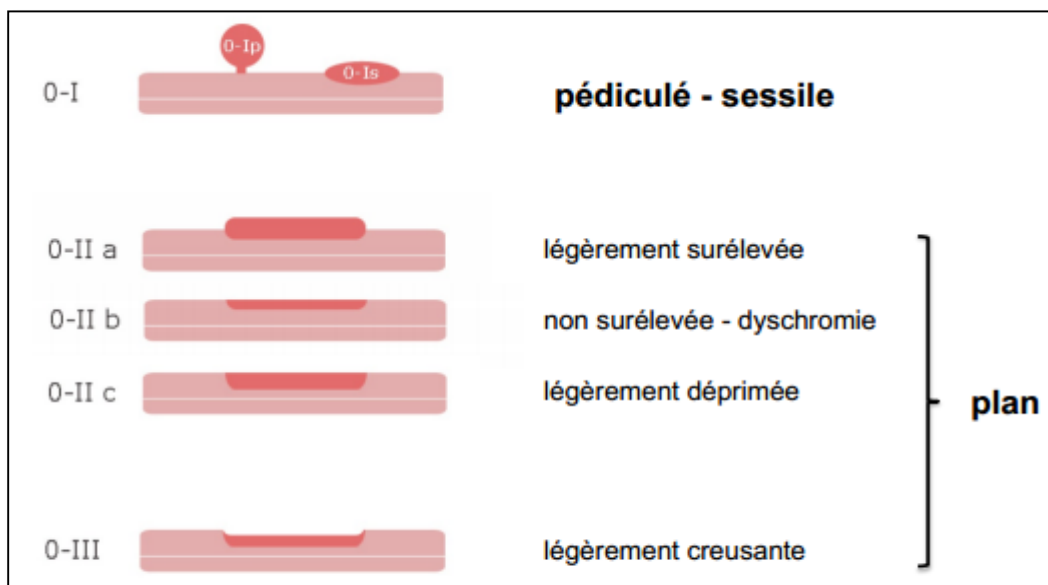 0-Ip
0-Is
0-I pédiculé - sessile
0-II a légèrement surélevée
0-II b non surélevée - dyschromie
0-II c légèrement déprimée
plan
0-III légèrement creusante